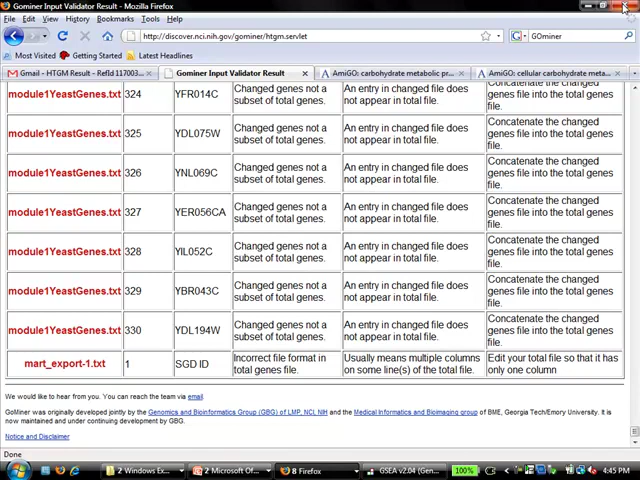 Gominer Input Validator Result - Mozilla Firefox
File Edit View History Bookmarks Tools Help
http://discover.nci.nih.gov/gominer/htgm.servlet
GOminer
Most Visited Getting Started Latest Headlines
Gmail - HTGM Result - RefId 117003... Gominer Input Validator Result AmiGO: carbohydrate metabolic pr... AmiGO: cellular carbohydrate meta...
module1YeastGenes.txt 324 YFR014C Changed genes not a subset of total genes. An entry in changed file does not appear in total file. Concatenate the changed genes file into the total genes file.
module1YeastGenes.txt 325 YDL075W Changed genes not a subset of total genes. An entry in changed file does not appear in total file. Concatenate the changed genes file into the total genes file.
module1YeastGenes.txt 326 YNL069C Changed genes not a subset of total genes. An entry in changed file does not appear in total file. Concatenate the changed genes file into the total genes file.
module1YeastGenes.txt 327 YER056CA Changed genes not a subset of total genes. An entry in changed file does not appear in total file. Concatenate the changed genes file into the total genes file.
module1YeastGenes.txt 328 YIL052C Changed genes not a subset of total genes. An entry in changed file does not appear in total file. Concatenate the changed genes file into the total genes file.
module1YeastGenes.txt 329 YBR043C Changed genes not a subset of total genes. An entry in changed file does not appear in total file. Concatenate the changed genes file into the total genes file.
module1YeastGenes.txt 330 YDL194W Changed genes not a subset of total genes. An entry in changed file does not appear in total file. Concatenate the changed genes file into the total genes file.
mart_export-1.txt 1 SGD ID Incorrect file format in total genes file. Usually means multiple columns on some line(s) of the total file. Edit your total file so that it has only one column
We would like to hear from you. You can reach the team via email.
GoMiner was originally developed jointly by the Genomics and Bioinformatics Group (GBG) of LMP, NCI, NIH and the Medical Informatics and Bioimaging group of BME, Georgia Tech/Emory University. It is
now maintained and under continuing development by GBG.
Notice and Disclaimer
Done
2 Windows Ex... 2 Microsoft Of... 8 Firefox GSEA v2.04 (Gen... 100% 4:45 PM